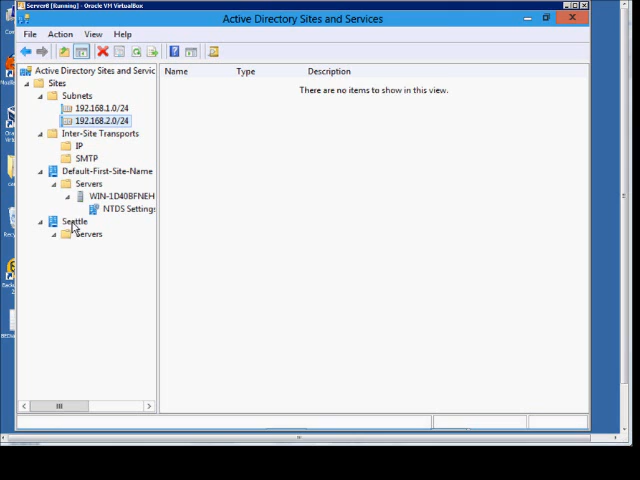 Server8 [Running] - Oracle VM VirtualBox
Active Directory Sites and Services
File Action View Help
Active Directory Sites and Servic
Sites
Subnets
192.168.1.0/24
192.168.2.0/24
Inter-Site Transports
IP
SMTP
Default-First-Site-Name
Servers
WIN-1D40BFNEH
NTDS Settings
Seattle
Servers
Name Type Description
There are no items to show in this view.